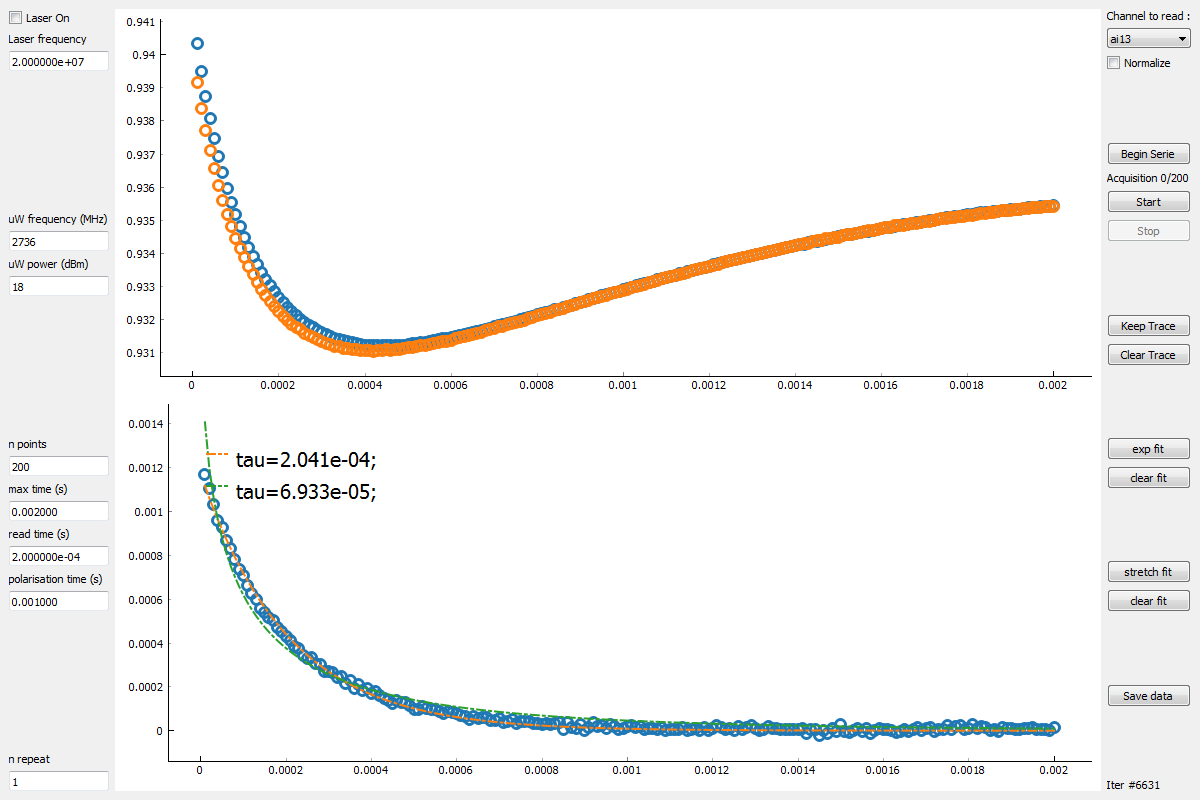 Laser On
Laser frequency
2.000000e+07
uW frequency (MHz)
2736
uW power (dBm)
18
n points
200
max time (s)
0.002000
read time (s)
2.000000e-04
polarisation time (s)
0.001000
n repeat
1
0.941
0.94
0.939
0.938
0.937
0.936
0.935
0.934
0.933
0.932
0.931
0 0.0002 0.0004 0.0006 0.0008 0.001 0.0012 0.0014 0.0016 0.0018 0.002
0.0014
0.0012
0.001
0.0008
0.0006
0.0004
0.0002
0
tau=2.041e-04;
tau=6.933e-05;
0 0.0002 0.0004 0.0006 0.0008 0.001 0.0012 0.0014 0.0016 0.0018 0.002
Channel to read :
ai13
Normalize
Begin Serie
Acquisition 0/200
Start
Stop
Keep Trace
Clear Trace
exp fit
clear fit
stretch fit
clear fit
Save data
Iter #6631